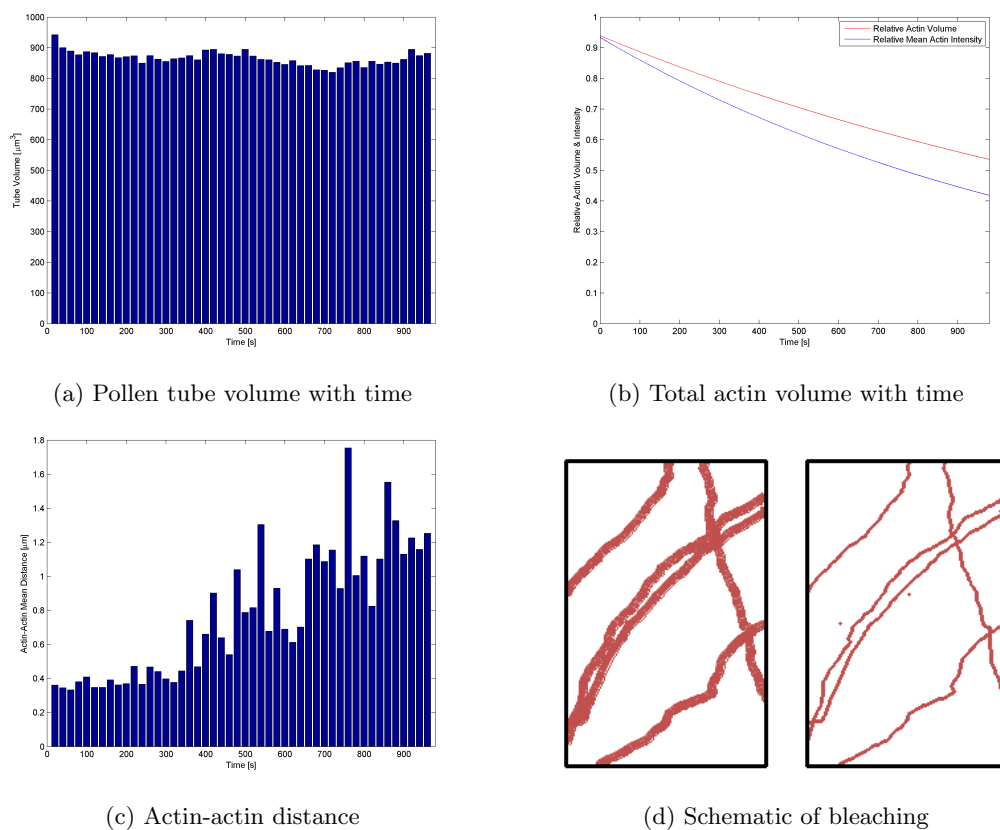 1000
900
800
700
600
500
400
300
200
100
0
Tube Volume [μm³]
0 100 200 300 400 500 600 700 800 900
Time [s]
(a) Pollen tube volume with time
1
0.9
0.8
0.7
0.6
0.5
0.4
0.3
0.2
0.1
0
Relative Actin Volume & Intensity
Relative Actin Volume
Relative Mean Actin Intensity
0 100 200 300 400 500 600 700 800 900
Time [s]
(b) Total actin volume with time
1.8
1.6
1.4
1.2
1
0.8
0.6
0.4
0.2
0
Actin-Actin Mean Distance [μm]
0 100 200 300 400 500 600 700 800 900
Time [s]
(c) Actin-actin distance
(d) Schematic of bleaching